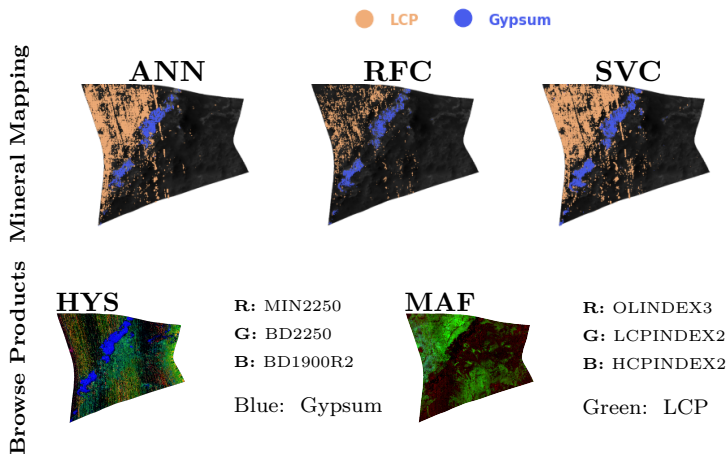 LCP Gypsum
Mineral Mapping
ANN RFC SVC
Browse Products
HYS
R: MIN2250
G: BD2250
B: BD1900R2
Blue: Gypsum
MAF
R: OLINDEX3
G: LCPINDEX2
B: HCPINDEX2
Green: LCP